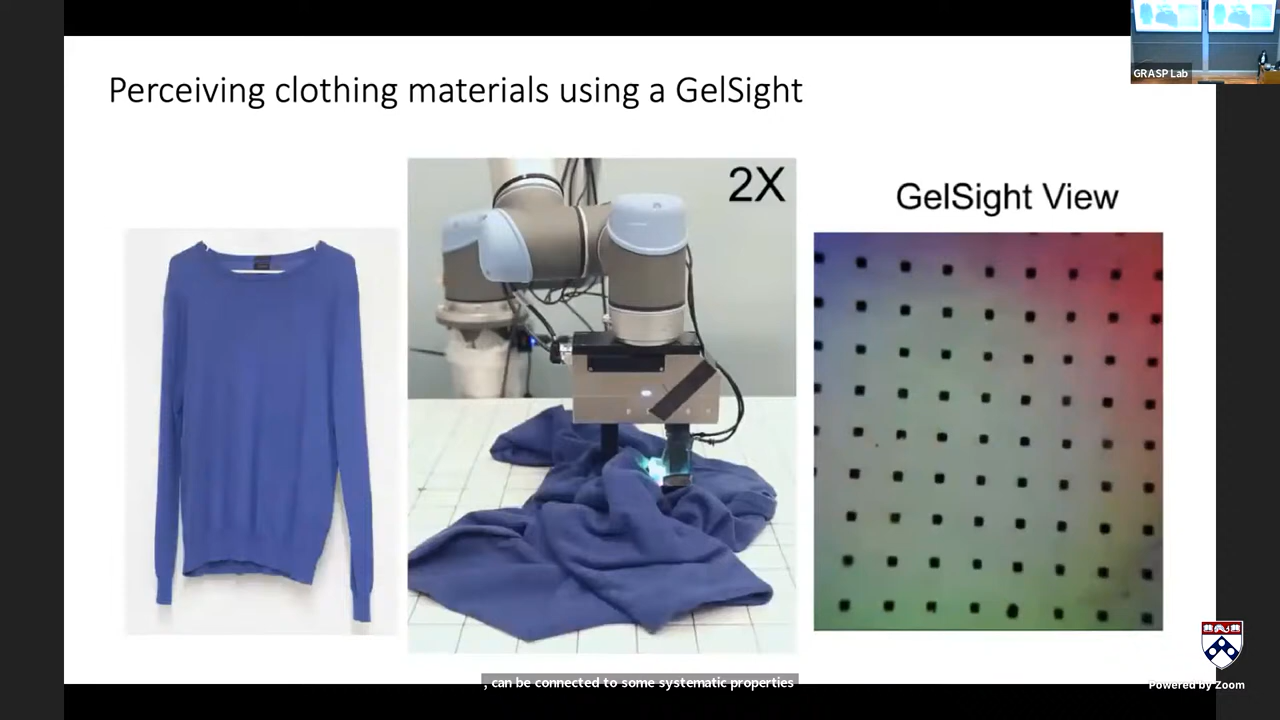 GRASP Lab
Perceiving clothing materials using a GelSight
2X
GelSight View
, can be connected to some systematic properties
Powered by Zoom